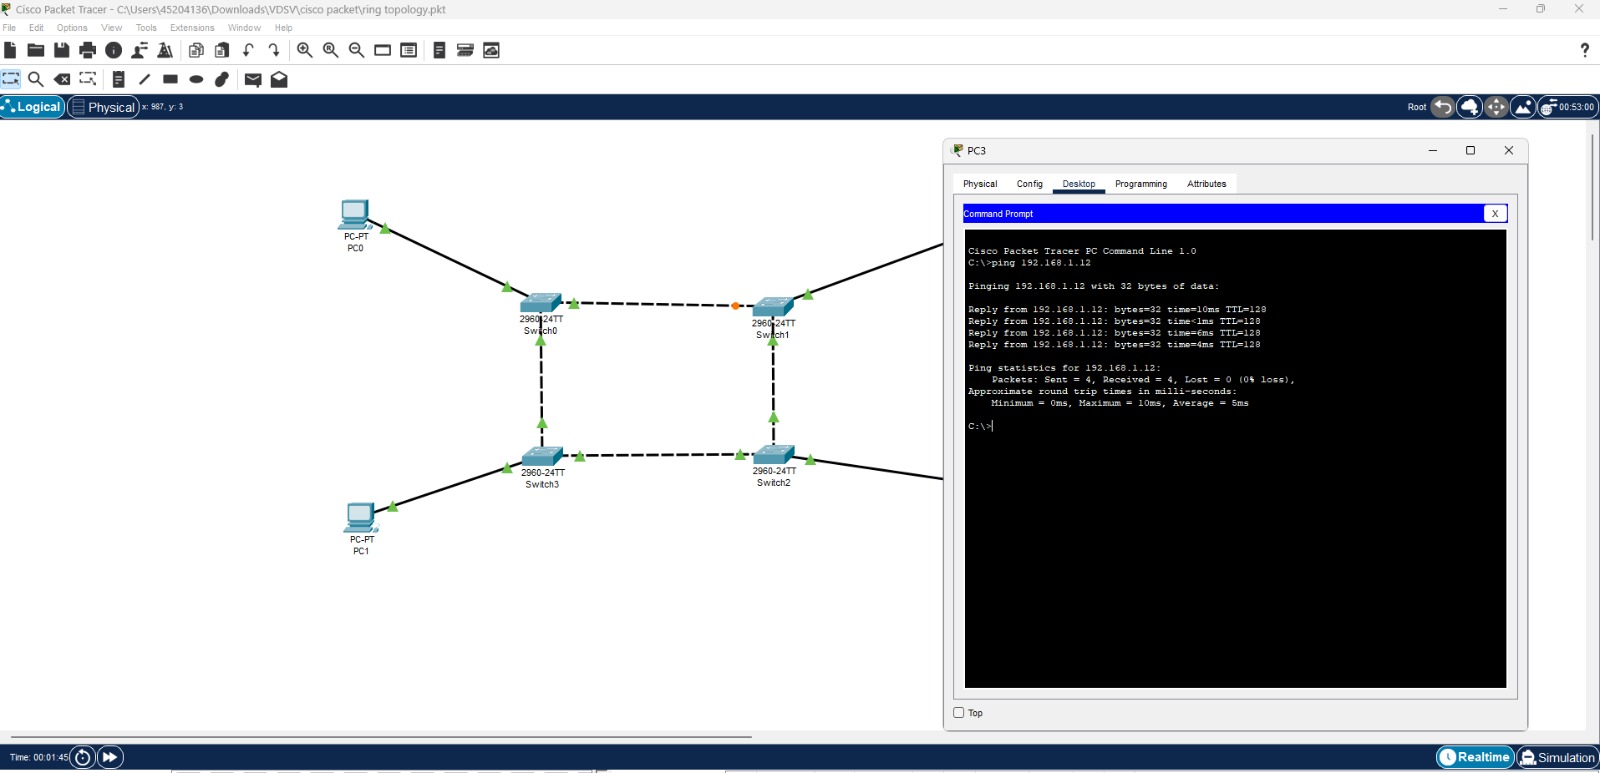 Cisco Packet Tracer - C:\Users\45204136\Downloads\VDSV\cisco packet\ring topology.pkt
File Edit Options View Tools Extensions Window Help
?
Logical Physical x: 987, y: 3 Root 00:53:00
PC3
Physical Config Desktop Programming Attributes
Command Prompt X
Cisco Packet Tracer PC Command Line 1.0
C:\>ping 192.168.1.12
Pinging 192.168.1.12 with 32 bytes of data:
Reply from 192.168.1.12: bytes=32 time=10ms TTL=128
Reply from 192.168.1.12: bytes=32 time<1ms TTL=128
Reply from 192.168.1.12: bytes=32 time=6ms TTL=128
Reply from 192.168.1.12: bytes=32 time=4ms TTL=128
Ping statistics for 192.168.1.12:
Packets: Sent = 4, Received = 4, Lost = 0 (0% loss),
Approximate round trip times in milli-seconds:
Minimum = 0ms, Maximum = 10ms, Average = 5ms
C:\>
Top
PC-PT
PC0
2960-24TT
Switch0
2960-24TT
Switch1
2960-24TT
Switch3
2960-24TT
Switch2
PC-PT
PC1
Time: 00:01:45 Realtime Simulation